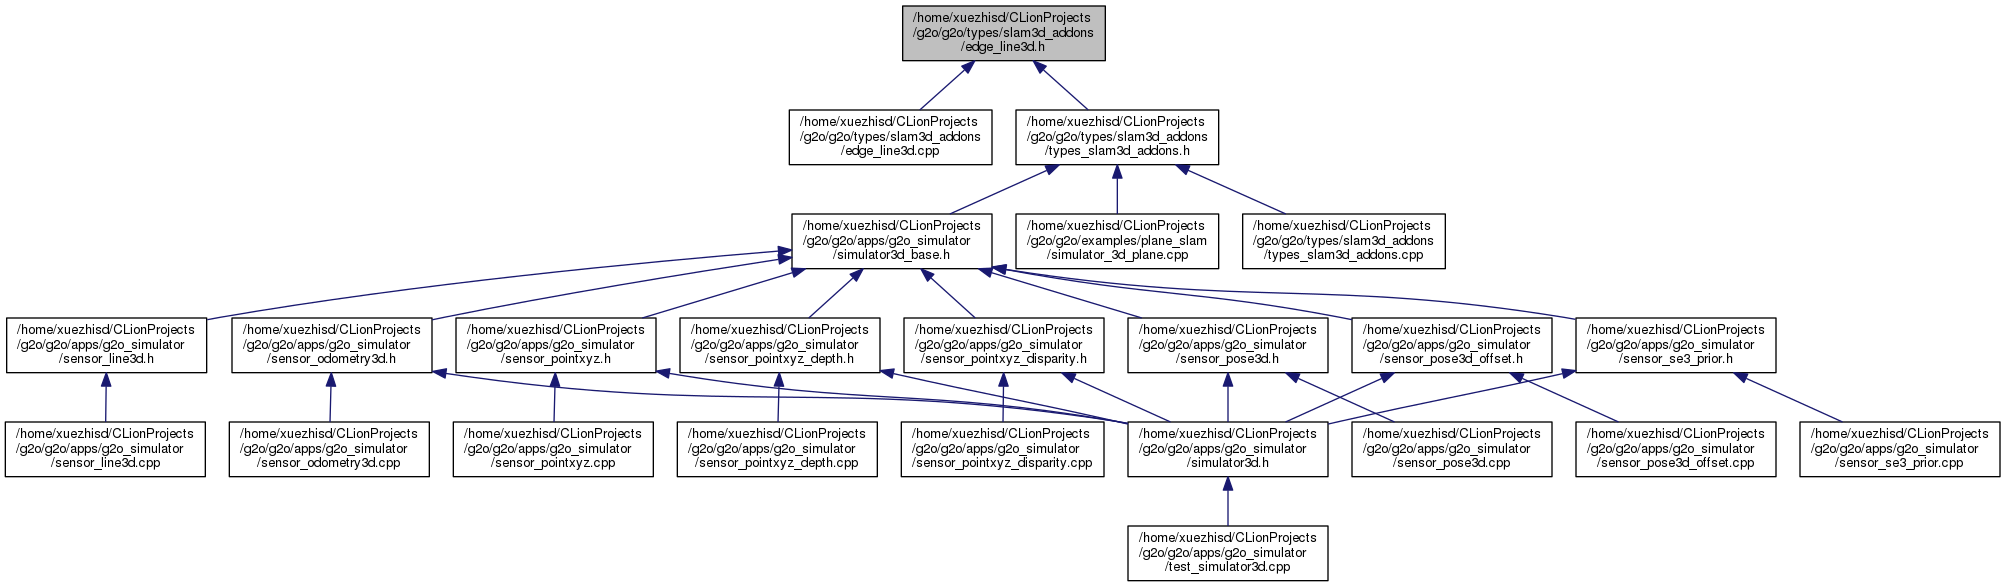 /home/xuezhisd/CLionProjects
/g2o/g2o/types/slam3d_addons
/edge_line3d.h
/home/xuezhisd/CLionProjects
/g2o/g2o/types/slam3d_addons
/edge_line3d.cpp
/home/xuezhisd/CLionProjects
/g2o/g2o/types/slam3d_addons
/types_slam3d_addons.h
/home/xuezhisd/CLionProjects
/g2o/g2o/apps/g2o_simulator
/simulator3d_base.h
/home/xuezhisd/CLionProjects
/g2o/g2o/examples/plane_slam
/simulator_3d_plane.cpp
/home/xuezhisd/CLionProjects
/g2o/g2o/types/slam3d_addons
/types_slam3d_addons.cpp
/home/xuezhisd/CLionProjects
/g2o/g2o/apps/g2o_simulator
/sensor_line3d.h
/home/xuezhisd/CLionProjects
/g2o/g2o/apps/g2o_simulator
/sensor_odometry3d.h
/home/xuezhisd/CLionProjects
/g2o/g2o/apps/g2o_simulator
/sensor_pointxyz.h
/home/xuezhisd/CLionProjects
/g2o/g2o/apps/g2o_simulator
/sensor_pointxyz_depth.h
/home/xuezhisd/CLionProjects
/g2o/g2o/apps/g2o_simulator
/sensor_pointxyz_disparity.h
/home/xuezhisd/CLionProjects
/g2o/g2o/apps/g2o_simulator
/sensor_pose3d.h
/home/xuezhisd/CLionProjects
/g2o/g2o/apps/g2o_simulator
/sensor_pose3d_offset.h
/home/xuezhisd/CLionProjects
/g2o/g2o/apps/g2o_simulator
/sensor_se3_prior.h
/home/xuezhisd/CLionProjects
/g2o/g2o/apps/g2o_simulator
/sensor_line3d.cpp
/home/xuezhisd/CLionProjects
/g2o/g2o/apps/g2o_simulator
/sensor_odometry3d.cpp
/home/xuezhisd/CLionProjects
/g2o/g2o/apps/g2o_simulator
/sensor_pointxyz.cpp
/home/xuezhisd/CLionProjects
/g2o/g2o/apps/g2o_simulator
/sensor_pointxyz_depth.cpp
/home/xuezhisd/CLionProjects
/g2o/g2o/apps/g2o_simulator
/sensor_pointxyz_disparity.cpp
/home/xuezhisd/CLionProjects
/g2o/g2o/apps/g2o_simulator
/simulator3d.h
/home/xuezhisd/CLionProjects
/g2o/g2o/apps/g2o_simulator
/sensor_pose3d.cpp
/home/xuezhisd/CLionProjects
/g2o/g2o/apps/g2o_simulator
/sensor_pose3d_offset.cpp
/home/xuezhisd/CLionProjects
/g2o/g2o/apps/g2o_simulator
/sensor_se3_prior.cpp
/home/xuezhisd/CLionProjects
/g2o/g2o/apps/g2o_simulator
/test_simulator3d.cpp